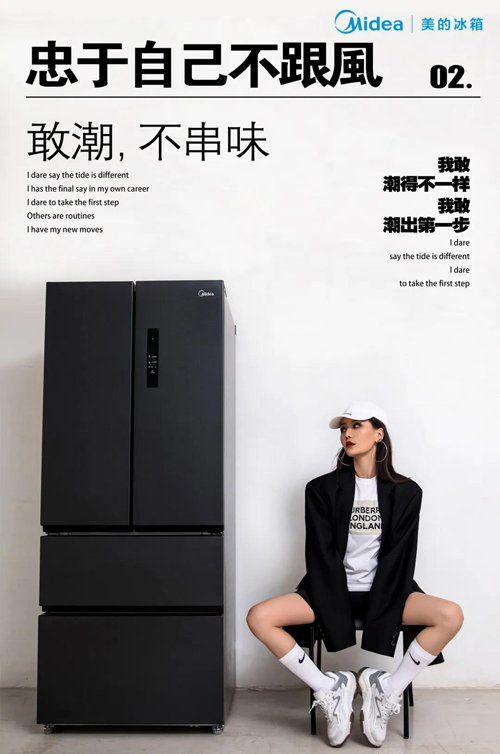 Midea | 美的冰箱
忠于自己不跟風
02.
敢潮, 不串味
I dare say the tide is different
I has the final say in my own career
I dare to take the first step
Others are routines
I have my new moves
我敢
潮得不一样
我敢
潮出第一步
I dare
say the tide is different
I dare
to take the first step
Midea
URBERR
LONDON
ENGLAND